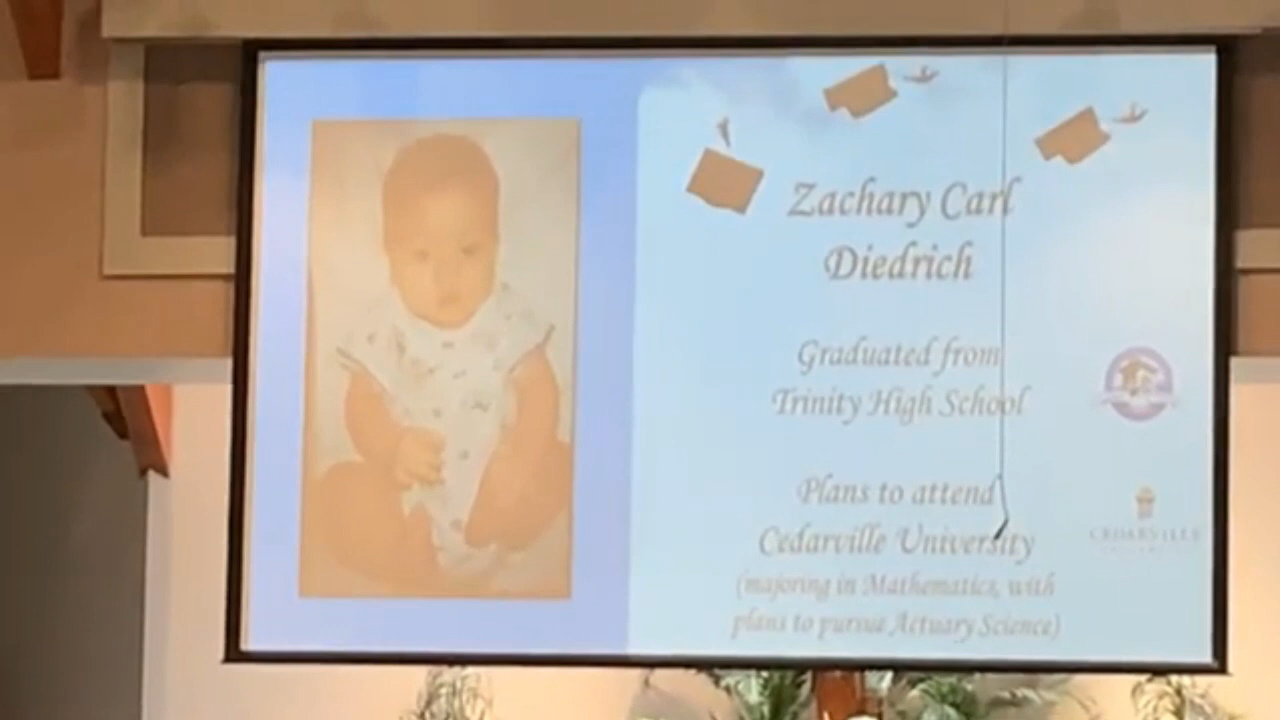 Zachary Carl
Diedrich
Graduated from
Trinity High School
Plans to attend
Cedarville University
(majoring in Mathematics, with
plans to pursue Actuary Science)
CEDARVILLE